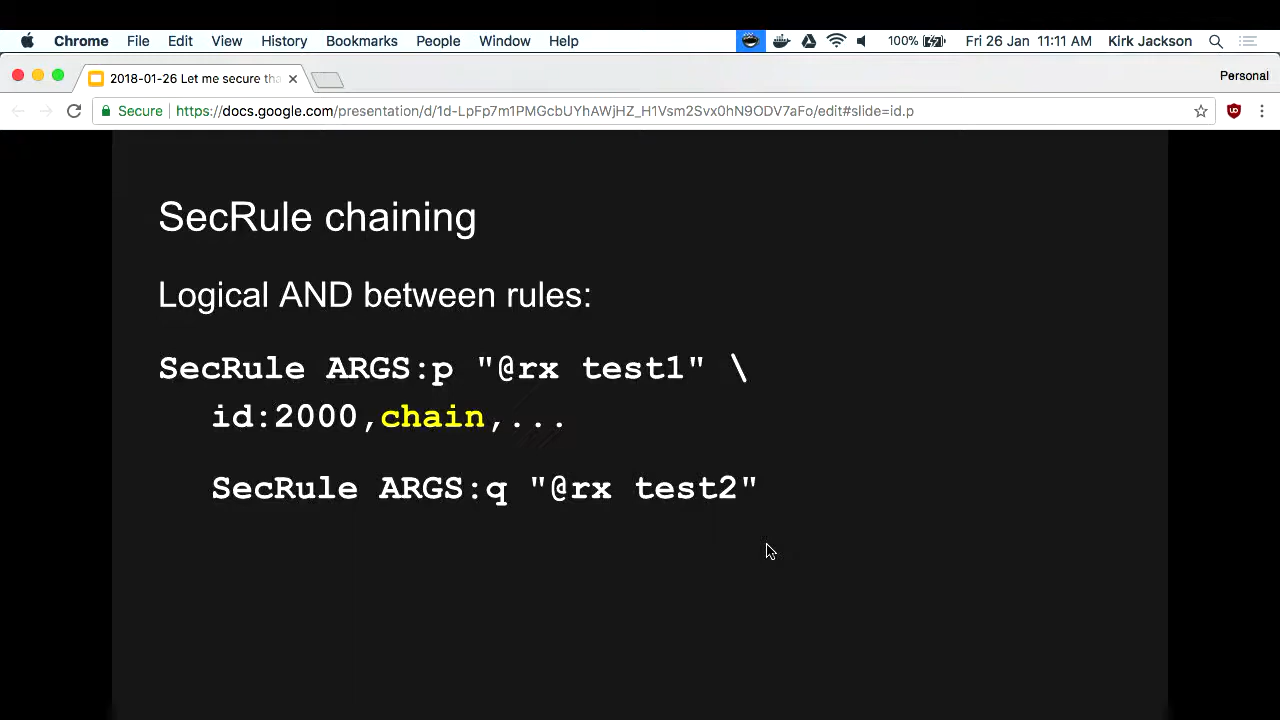 Chrome File Edit View History Bookmarks People Window Help 100% Fri 26 Jan 11:11 AM Kirk Jackson
2018-01-26 Let me secure tha Personal
Secure https://docs.google.com/presentation/d/1d-LpFp7m1PMGcbUYhAWjHZ_H1Vsm2Svx0hN9ODV7aFo/edit#slide=id.p
SecRule chaining
Logical AND between rules:
SecRule ARGS:p "@rx test1" \
id:2000,chain,...
SecRule ARGS:q "@rx test2"